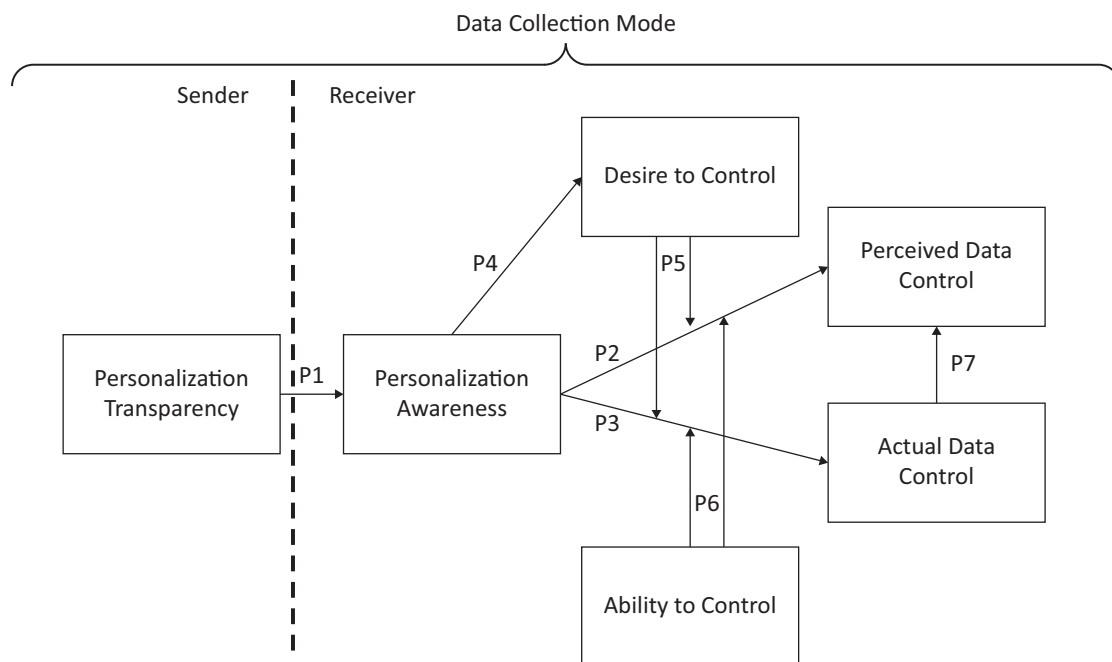 Data Collection Mode
Sender
Receiver
Desire to Control
P4
P5
Perceived Data
Control
Personalization
Transparency
P1
Personalization
Awareness
P2
P3
P7
Actual Data
Control
P6
Ability to Control